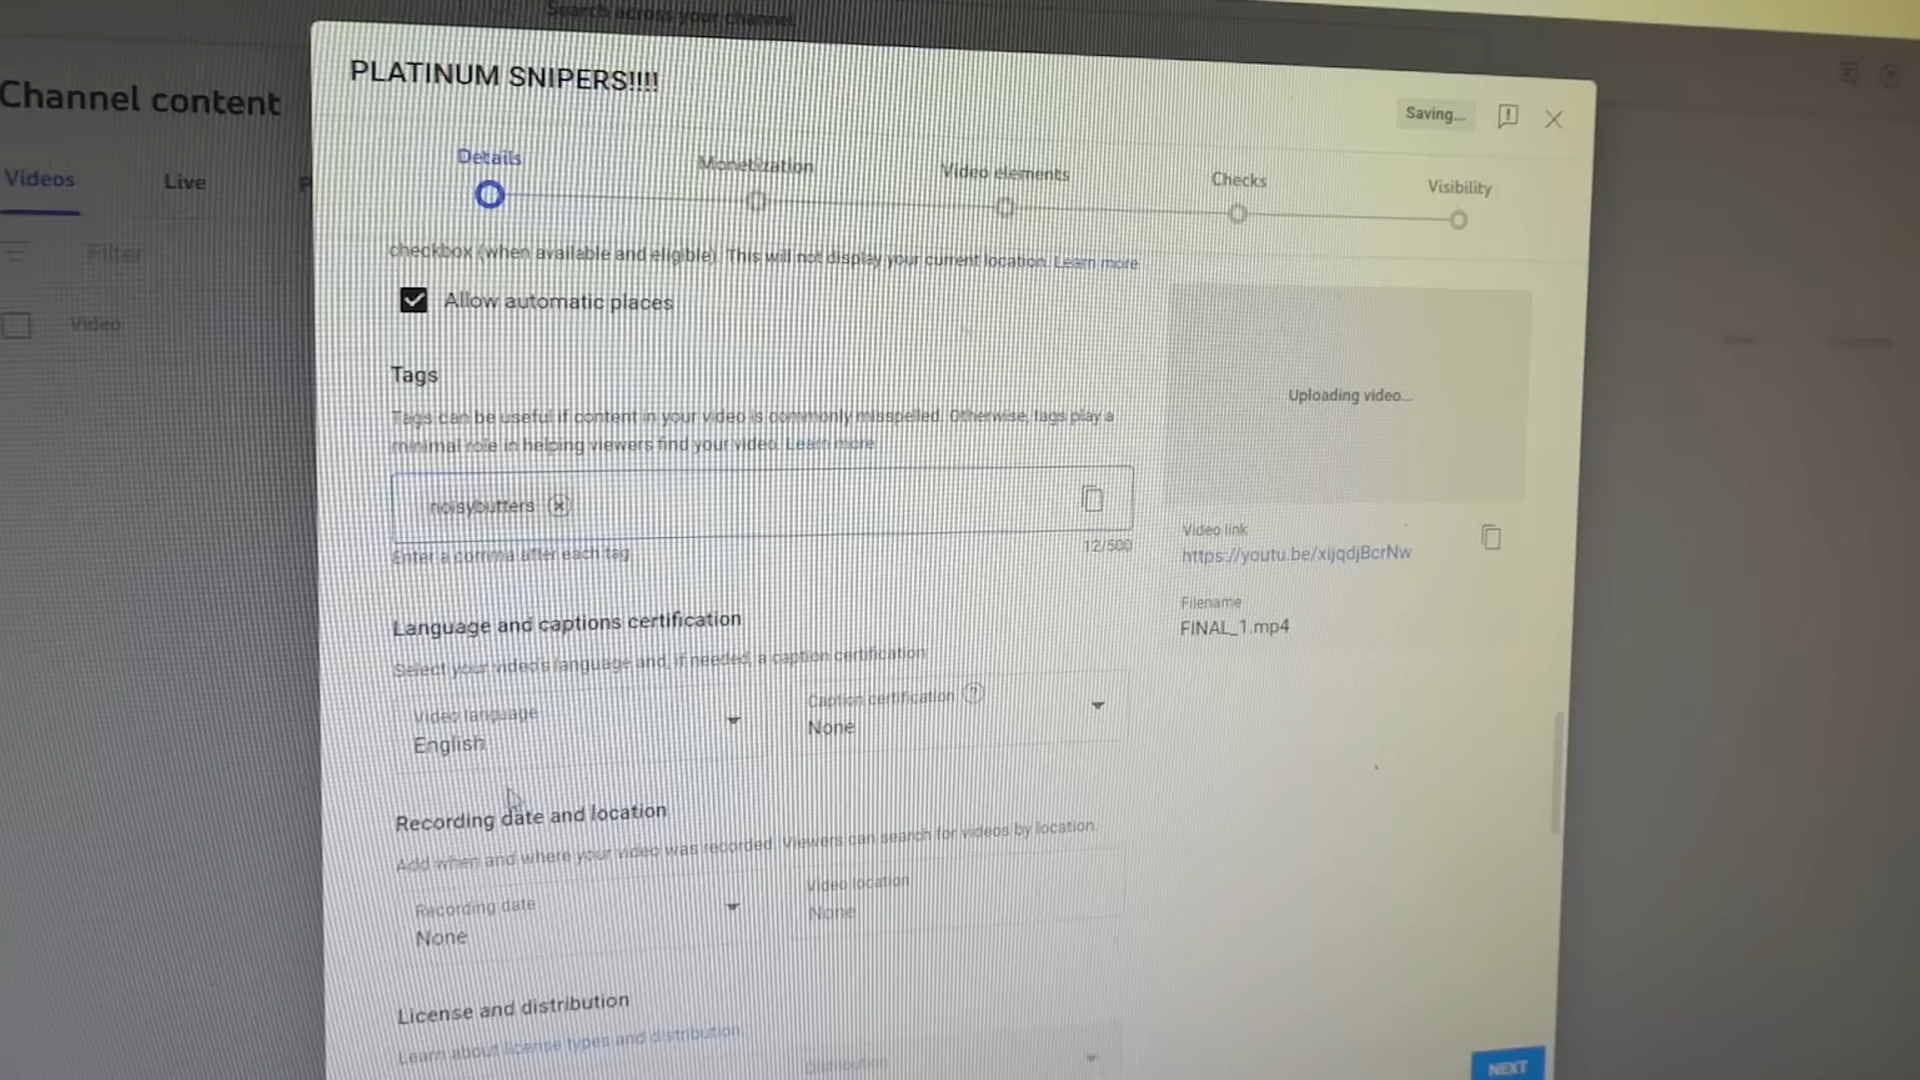 Search across your channel
PLATINUM SNIPERS!!!!
Saving...
Channel content
Details
Monetization
Video elements
Checks
Visibility
Videos
Live
P
Filter
checkbox (when available and eligible). This will not display your current location. Learn more
Allow automatic places
Video
Tags
Uploading video...
Tags can be useful if content in your video is commonly misspelled. Otherwise, tags play a
minimal role in helping viewers find your video. Learn more
noisybutters
Enter a comma after each tag
12/500
Video link
https://youtu.be/xijqdjBcrNw
Filename
FINAL_1.mp4
Language and captions certification
Select your video's language and, if needed, a caption certification
Video language
English
Caption certification
None
Recording date and location
Add when and where your video was recorded. Viewers can search for videos by location.
Recording date
None
Video location
None
License and distribution
Learn about license types and distribution.
Distribution
NEXT